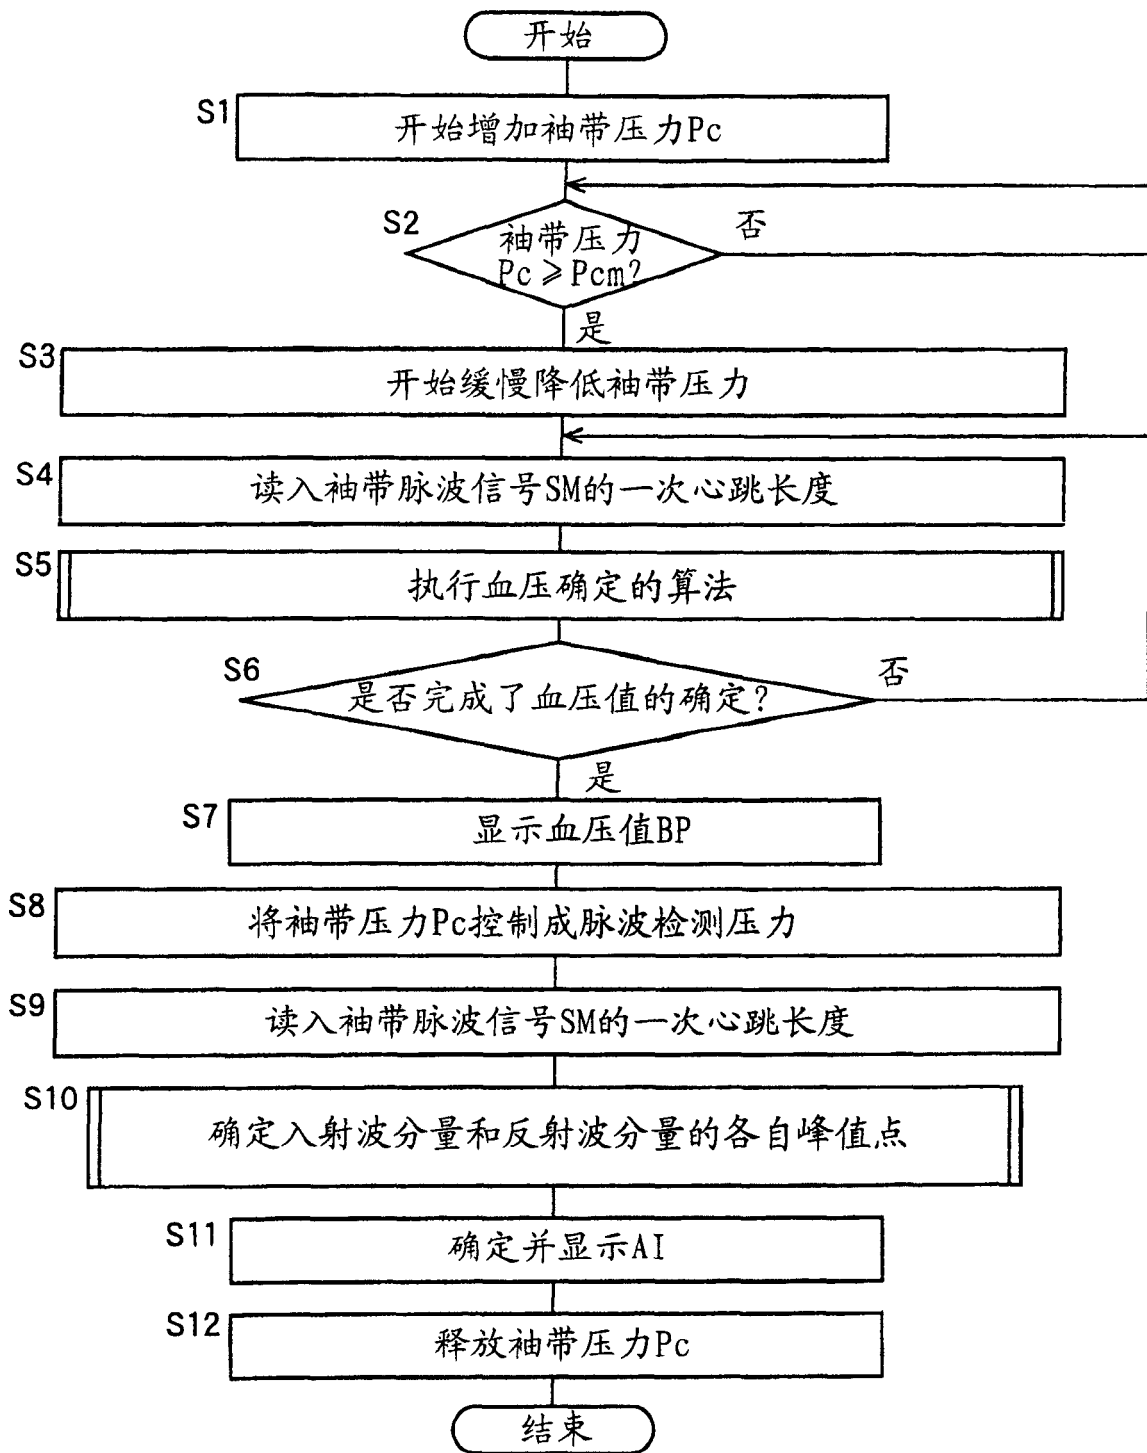 开始
S1
开始增加袖带压力Pc
S2
袖带压力
Pc≥Pcm?
否
是
S3
开始缓慢降低袖带压力
S4
读入袖带脉波信号SM的一次心跳长度
S5
执行血压确定的算法
S6
是否完成了血压值的确定?
否
是
S7
显示血压值BP
S8
将袖带压力Pc控制成脉波检测压力
S9
读入袖带脉波信号SM的一次心跳长度
S10
确定入射波分量和反射波分量的各自峰值点
S11
确定并显示AI
S12
释放袖带压力Pc
结束